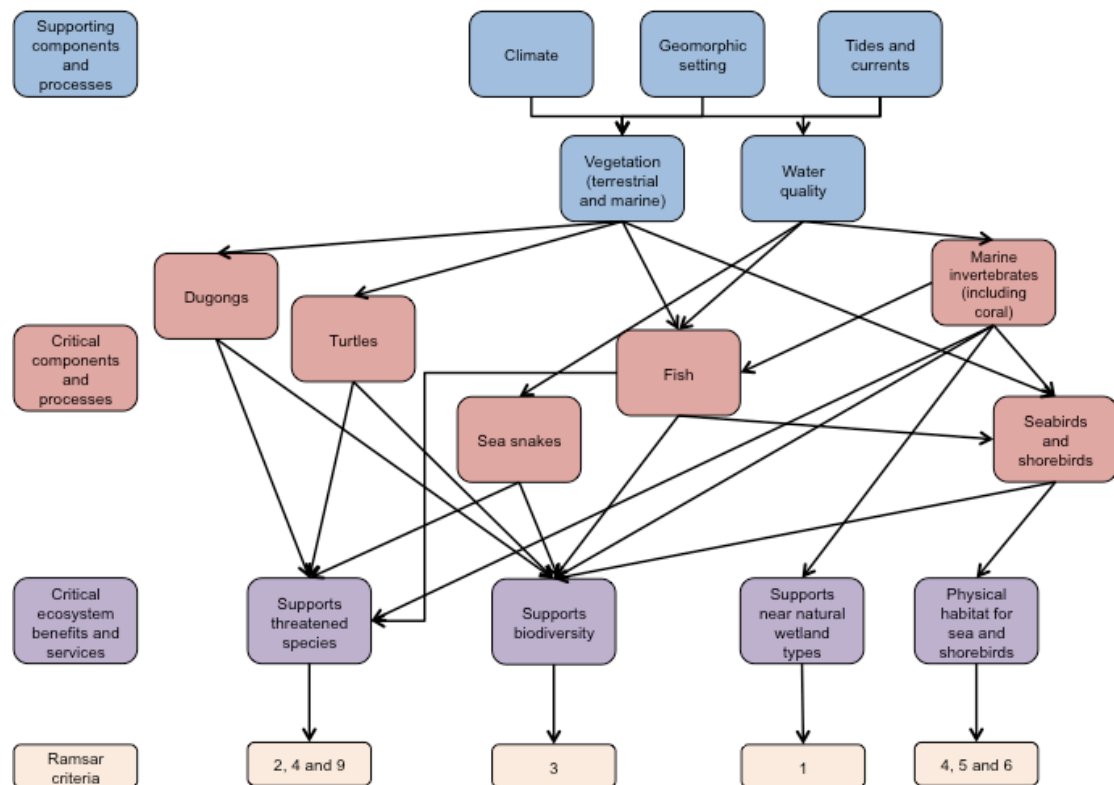 Supporting
components
and
processes
Climate
Geomorphic
setting
Tides and
currents
Vegetation
(terrestrial
and marine)
Water
quality
Dugongs
Turtles
Marine
invertebrates
(including
coral)
Critical
components
and
processes
Fish
Sea snakes
Seabirds
and
shorebirds
Critical
ecosystem
benefits and
services
Supports
threatened
species
Supports
biodiversity
Supports
near natural
wetland
types
Physical
habitat for
sea and
shorebirds
Ramsar
criteria
2, 4 and 9
3
1
4, 5 and 6